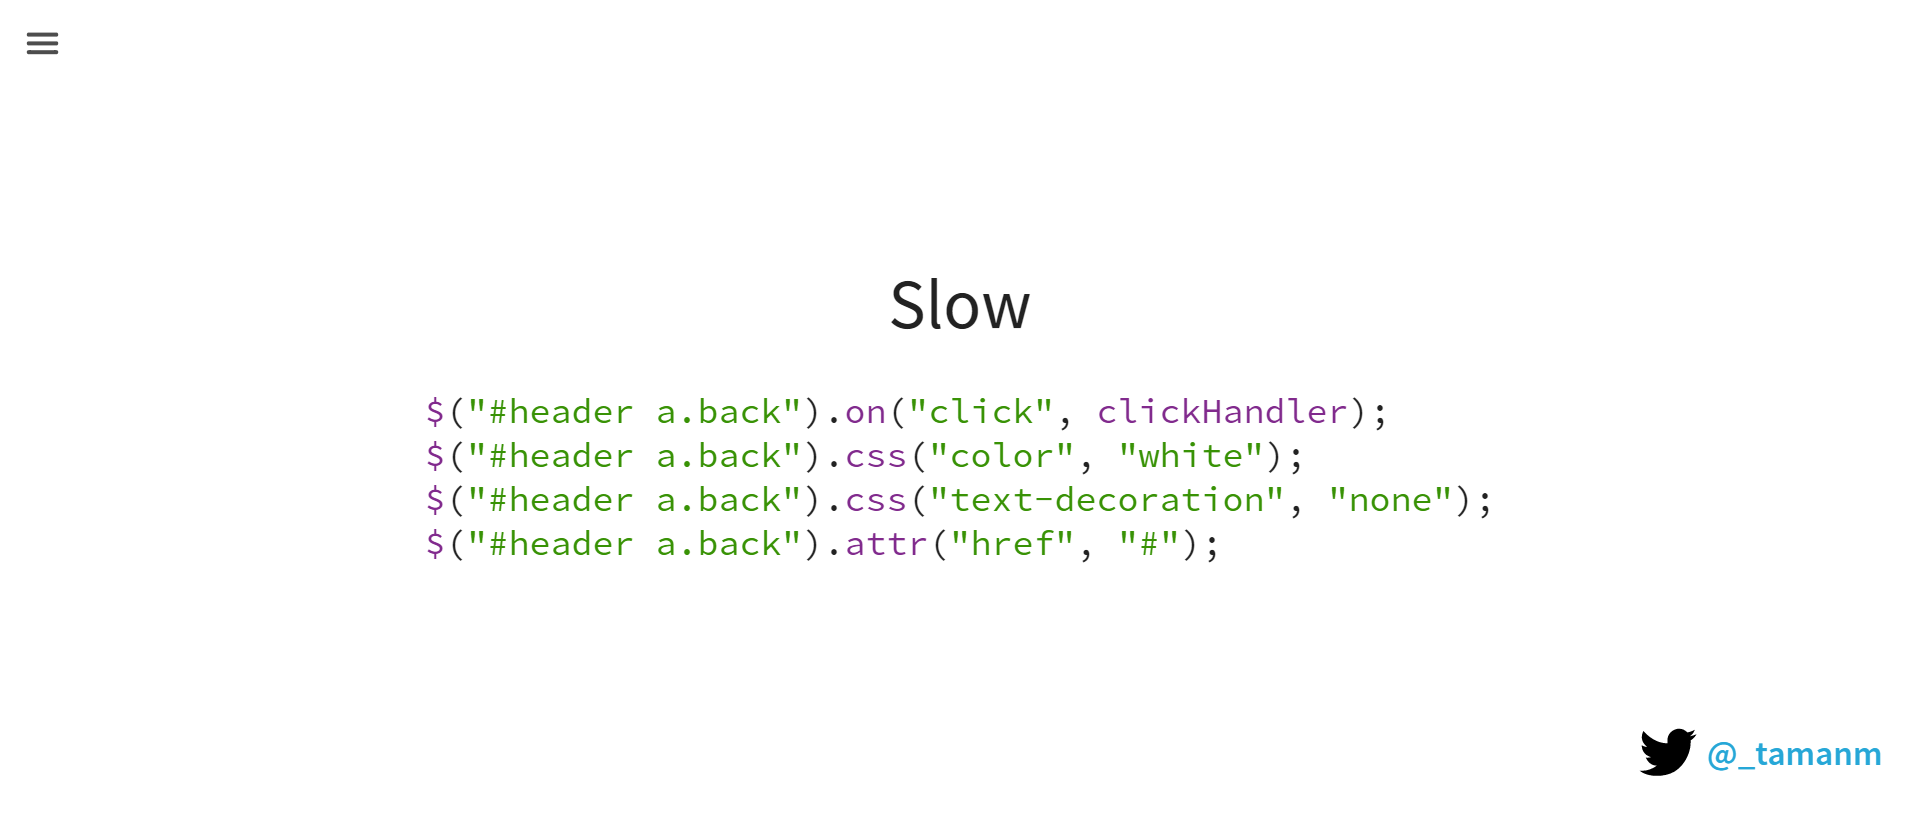 Slow
$("#header a.back").on("click", clickHandler);
$("#header a.back").css("color", "white");
$("#header a.back").css("text-decoration", "none");
$("#header a.back").attr("href", "#");
@_tamanm